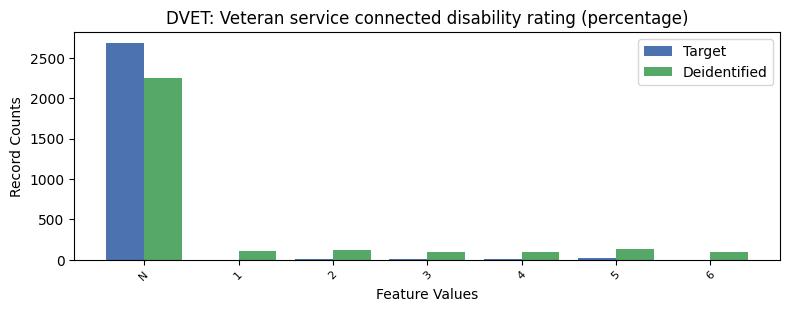 DVET: Veteran service connected disability rating (percentage)
Target
Deidentified
Record Counts
2500
2000
1500
1000
500
0
N 1 2 3 4 5 6
Feature Values